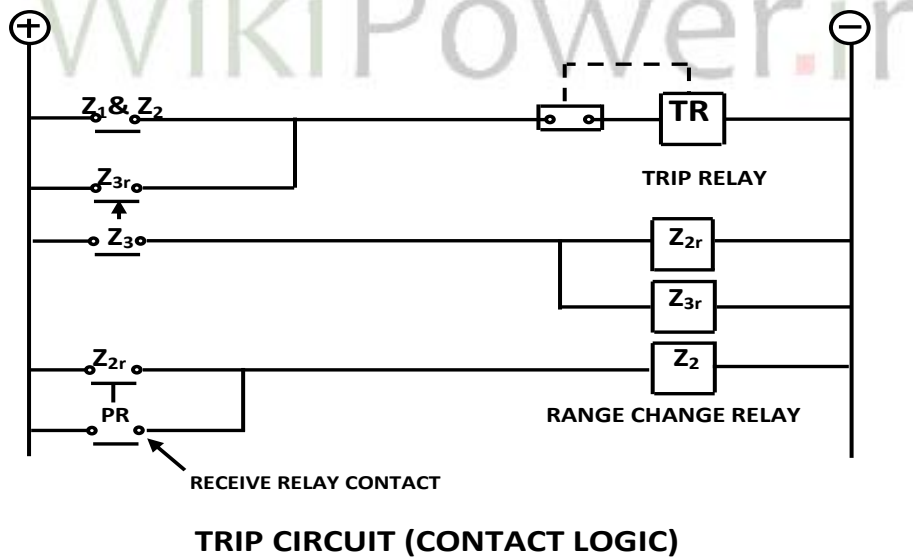 WikiPower.ir
+ −
Z₁& Z₂
TR
TRIP RELAY
Z₃ᵣ
Z₃
Z₂ᵣ
Z₃ᵣ
Z₂ᵣ
Z₂
PR
RANGE CHANGE RELAY
RECEIVE RELAY CONTACT
TRIP CIRCUIT (CONTACT LOGIC)